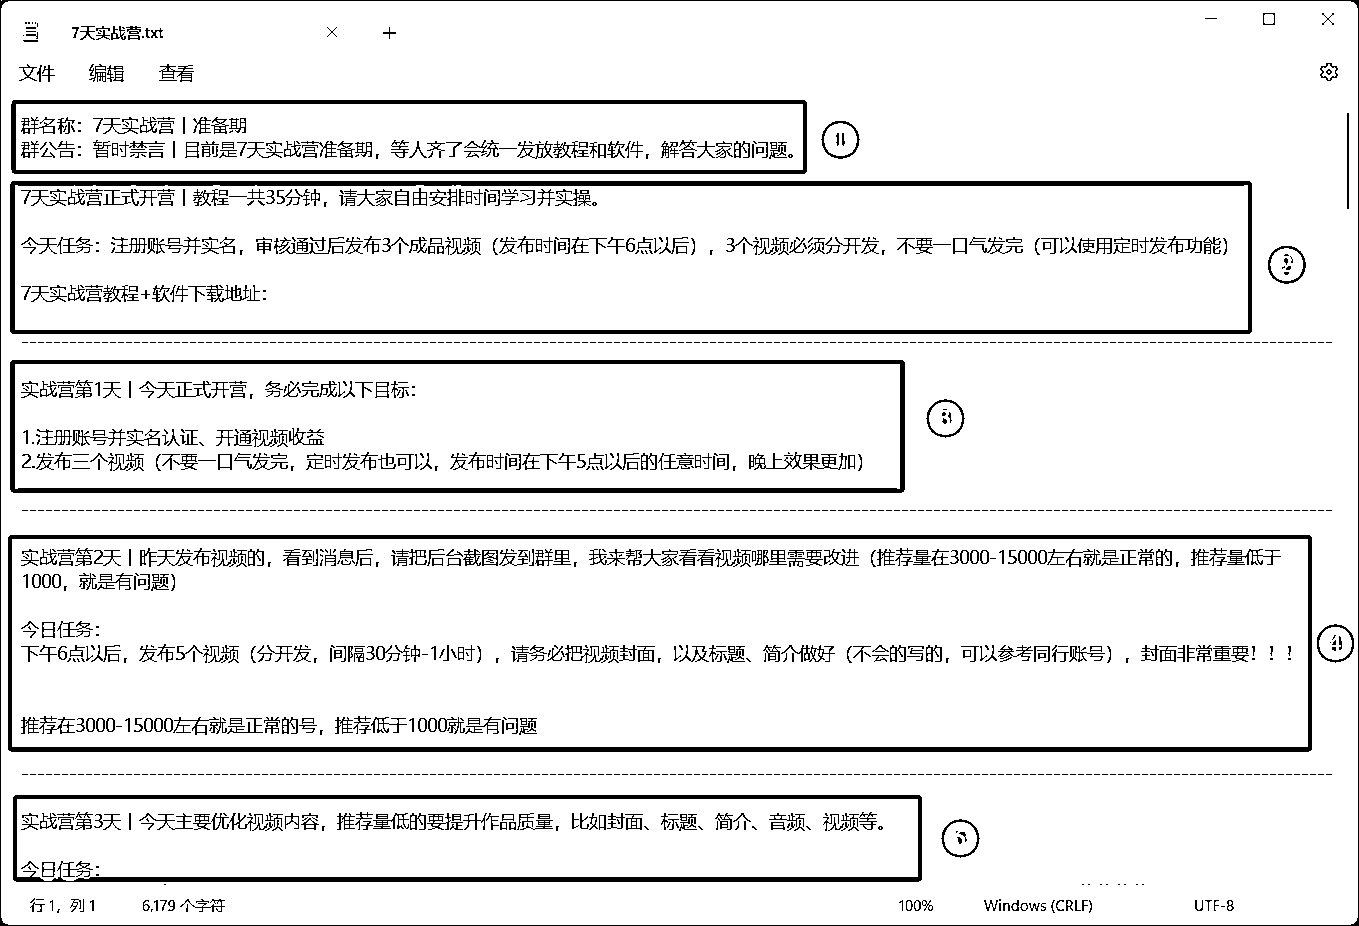 7天实战营.txt
文件 编辑 查看
群名称：7天实战营丨准备期
群公告：暂时禁言丨目前是7天实战营准备期，等人齐了会统一发放教程和软件，解答大家的问题。
7天实战营正式开营丨教程一共35分钟，请大家自由安排时间学习并实操。
今天任务：注册账号并实名，审核通过后发布3个成品视频（发布时间在下午6点以后），3个视频必须分开发，不要一口气发完（可以使用定时发布功能）
7天实战营教程+软件下载地址：
实战营第1天丨今天正式开营，务必完成以下目标：
1.注册账号并实名认证、开通视频收益
2.发布三个视频（不要一口气发完，定时发布也可以，发布时间在下午5点以后的任意时间，晚上效果更加）
3
实战营第2天丨昨天发布视频的，看到消息后，请把后台截图发到群里，我来帮大家看看视频哪里需要改进（推荐量在3000-15000左右就是正常的，推荐量低于
1000，就是有问题）
今日任务：
下午6点以后，发布5个视频（分开发，间隔30分钟-1小时），请务必把视频封面，以及标题、简介做好（不会的写的，可以参考同行账号），封面非常重要！！！
推荐在3000-15000左右就是正常的号，推荐低于1000就是有问题
实战营第3天丨今天主要优化视频内容，推荐量低的要提升作品质量，比如封面、标题、简介、音频、视频等。
今日任务：
行 1，列 1 6,179 个字符 100% Windows (CRLF) UTF-8